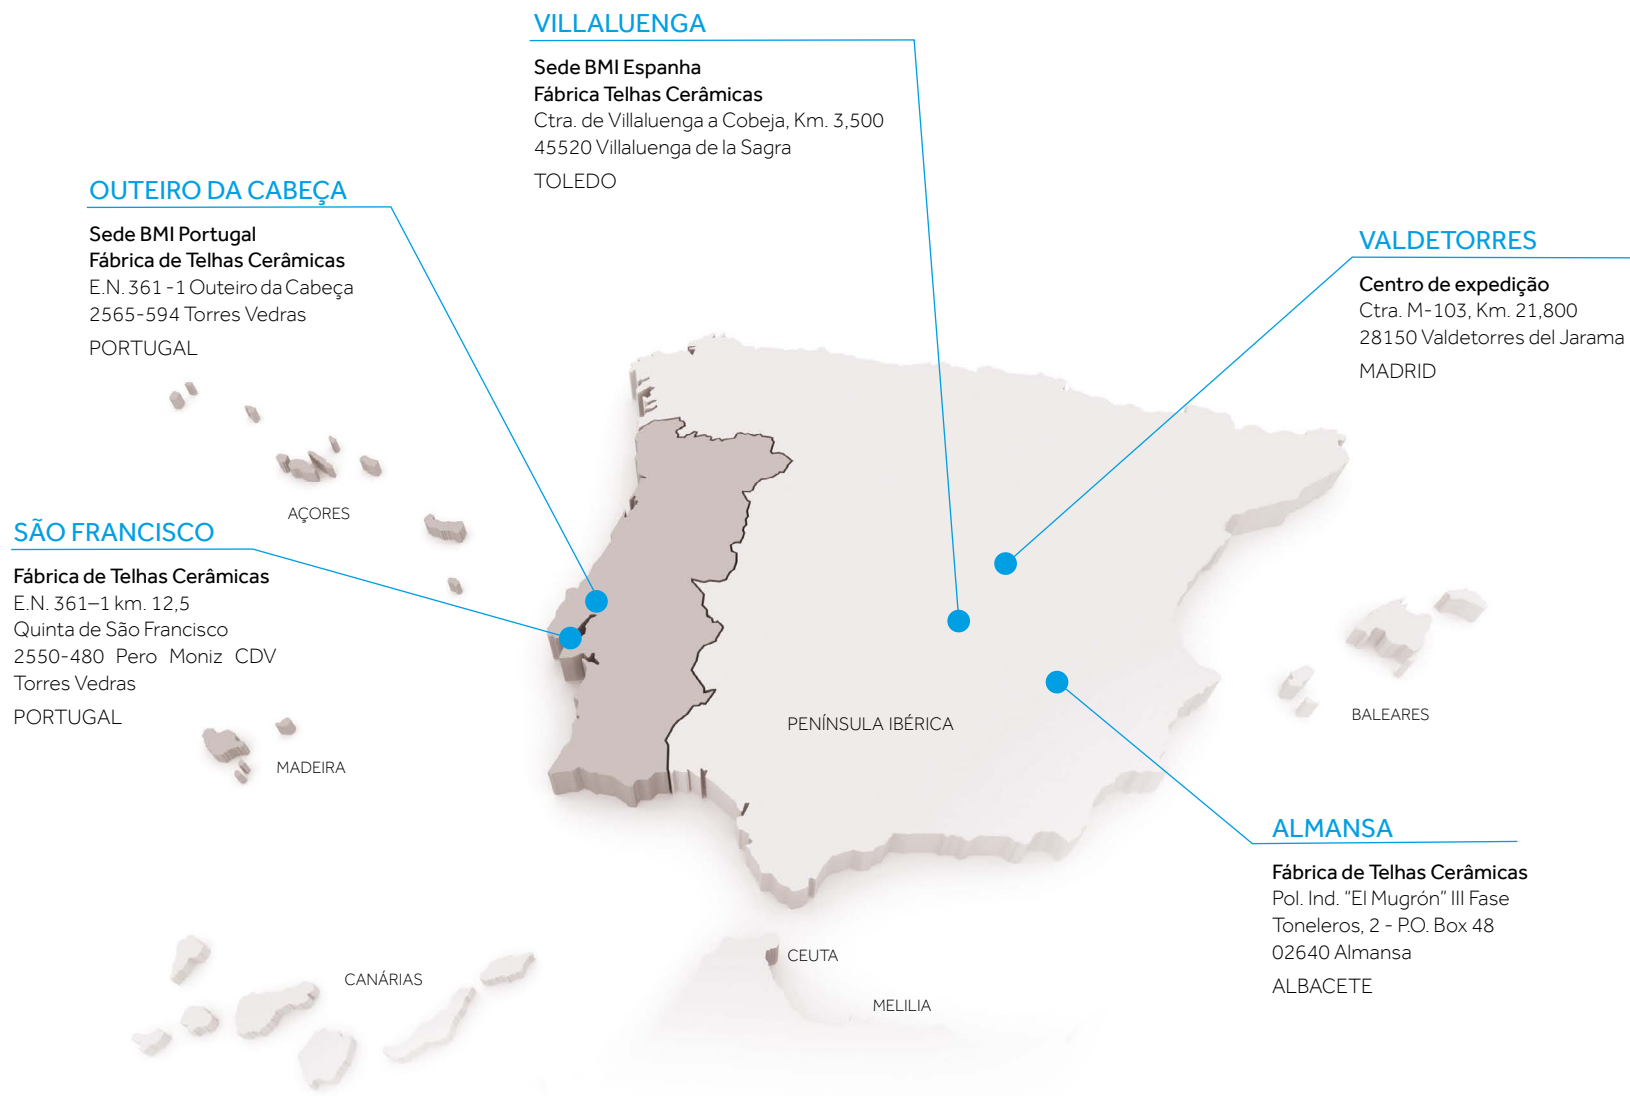 VILLALUENGA
Sede BMI Espanha
Fábrica Telhas Cerâmicas
Ctra. de Villaluenga a Cobeja, Km. 3,500
45520 Villaluenga de la Sagra
TOLEDO
OUTEIRO DA CABEÇA
Sede BMI Portugal
Fábrica de Telhas Cerâmicas
E.N. 361 -1 Outeiro da Cabeça
2565-594 Torres Vedras
PORTUGAL
VALDETORRES
Centro de expedição
Ctra. M-103, Km. 21,800
28150 Valdetorres del Jarama
MADRID
AÇORES
SÃO FRANCISCO
Fábrica de Telhas Cerâmicas
E.N. 361–1 km. 12,5
Quinta de São Francisco
2550-480 Pero Moniz CDV
Torres Vedras
PORTUGAL
MADEIRA
PENÍNSULA IBÉRICA
BALEARES
ALMANSA
Fábrica de Telhas Cerâmicas
Pol. Ind. "El Mugrón" III Fase
Toneleros, 2 - P.O. Box 48
02640 Almansa
ALBACETE
CEUTA
CANÁRIAS
MELILIA